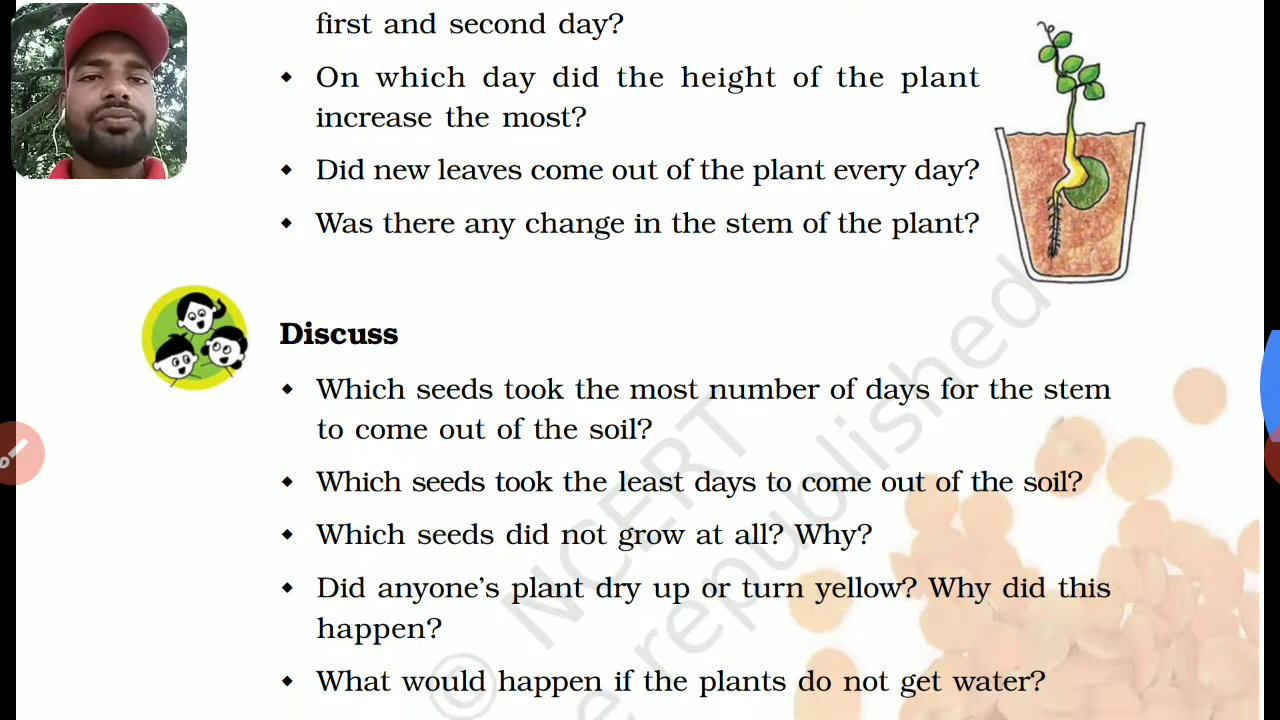 first and second day?
◆ On which day did the height of the plant
increase the most?
◆ Did new leaves come out of the plant every day?
◆ Was there any change in the stem of the plant?
Discuss
◆ Which seeds took the most number of days for the stem
to come out of the soil?
◆ Which seeds took the least days to come out of the soil?
◆ Which seeds did not grow at all? Why?
◆ Did anyone’s plant dry up or turn yellow? Why did this
happen?
◆ What would happen if the plants do not get water?
© NCERT
republished